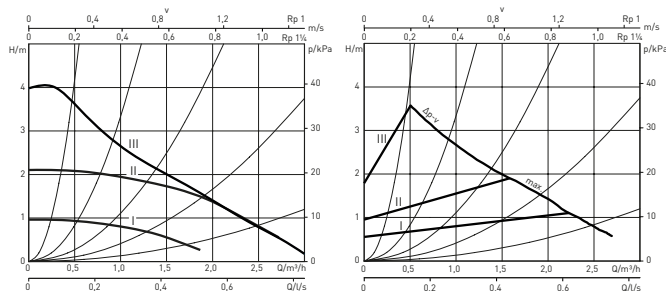 v
0 0,4 0,8 1,2 Rp 1
m/s
0 0,2 0,4 0,6 0,8 1,0 Rp 1¼
H/m
p/kPa
4
3
2
1
0
40
30
20
10
0
III
II
I
0 0,5 1,0 1,5 2,0 2,5 Q/m³/h
0 0,2 0,4 0,6 Q/l/s
v
0 0,4 0,8 1,2 Rp 1
m/s
0 0,2 0,4 0,6 0,8 1,0 Rp 1¼
H/m
p/kPa
4
3
2
1
0
40
30
20
10
0
Δp-v
III
max.
II
I
0 0,5 1,0 1,5 2,0 2,5 Q/m³/h
0 0.2 0.4 0.6 Q/l/s